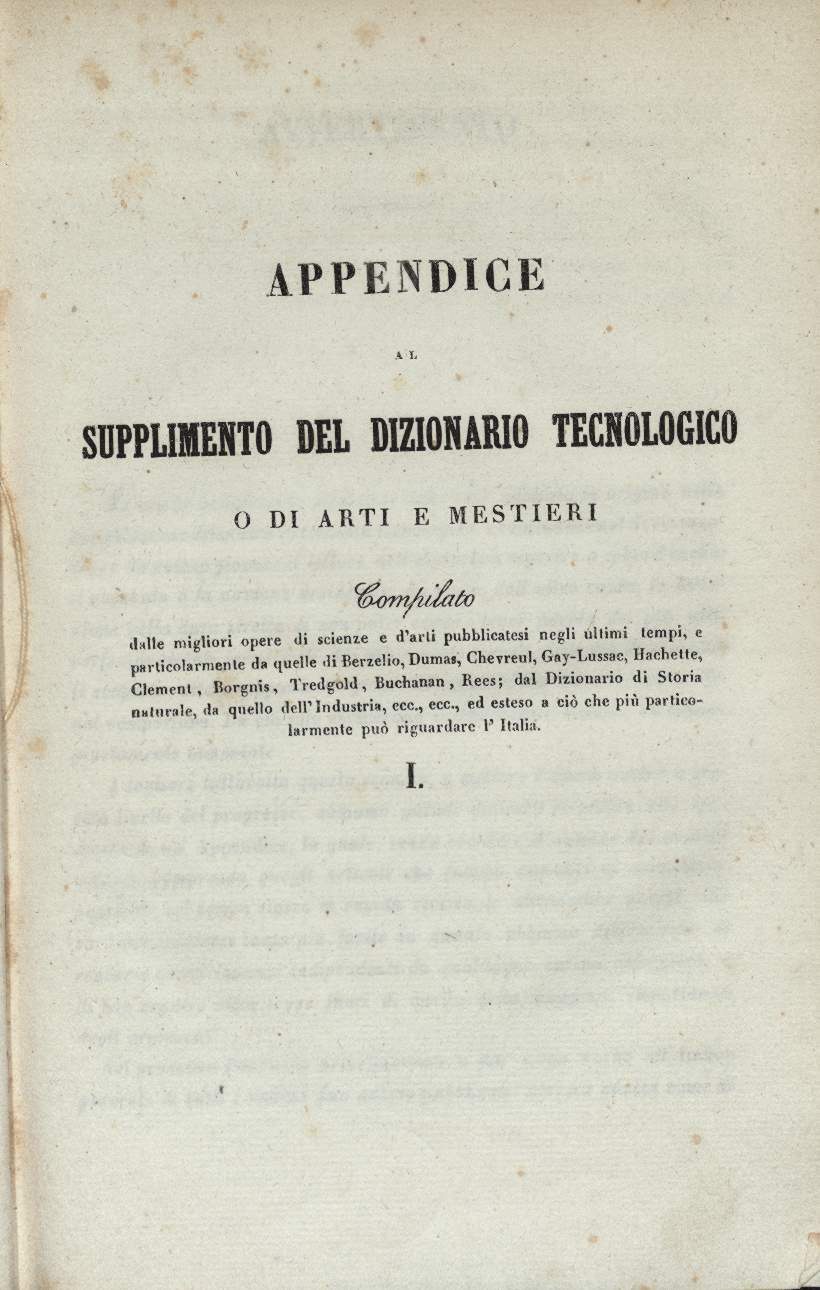 APPENDICE
AL
SUPPLIMENTO DEL DIZIONARIO TECNOLOGICO
O DI ARTI E MESTIERI
Compilato
dalle migliori opere di scienze e d'arti pubblicatesi negli ultimi tempi, e
particolarmente da quelle di Berzelio, Dumas, Chevreul, Gay-Lussac, Hachette,
Clement, Borgnis, Tredgold, Buchanan, Rees; dal Dizionario di Storia
naturale, da quello dell'Industria, ecc., ecc., ed esteso a ciò che più partico-
larmente può riguardare l' Italia.
I.